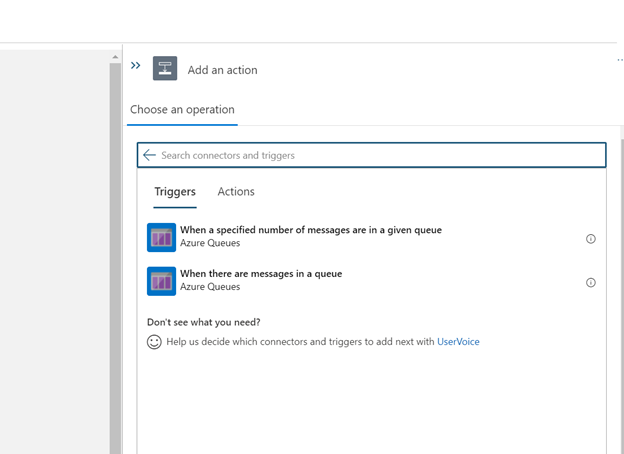 Add an action
Choose an operation
Search connectors and triggers
Triggers Actions
When a specified number of messages are in a given queue
Azure Queues
When there are messages in a queue
Azure Queues
Don't see what you need?
Help us decide which connectors and triggers to add next with UserVoice